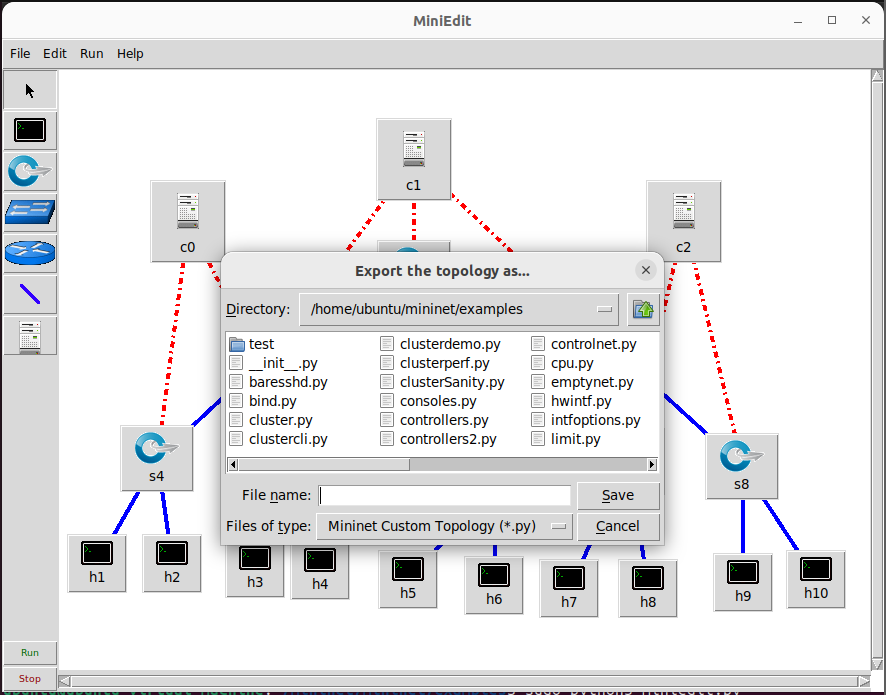 MiniEdit
File Edit Run Help
c1
c0
c2
Export the topology as...
Directory: /home/ubuntu/mininet/examples
test clusterdemo.py controlnet.py
__init__.py clusterperf.py cpu.py
baresshd.py clusterSanity.py emptynet.py
bind.py consoles.py hwintf.py
cluster.py controllers.py intfoptions.py
clustercli.py controllers2.py limit.py
File name: Save
Files of type: Mininet Custom Topology (*.py) Cancel
s4
s8
h1
h2
h3
h4
h5
h6
h7
h8
h9
h10
Run
Stop